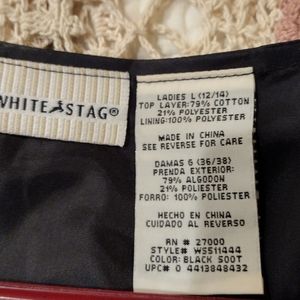 WHITE STAG®
LADIES L (12/14)
TOP LAYER:79% COTTON
21% POLYESTER
LINING:100% POLYESTER
MADE IN CHINA
SEE REVERSE FOR CARE
DAMAS G (36/38)
PRENDA EXTERIOR:
79% ALGODON
21% POLIESTER
FORRO: 100% POLIESTER
HECHO EN CHINA
CUIDADO AL REVERSO
RN # 27000
STYLE# WS511444
COLOR: BLACK SOOT
UPC# 0 4413848432